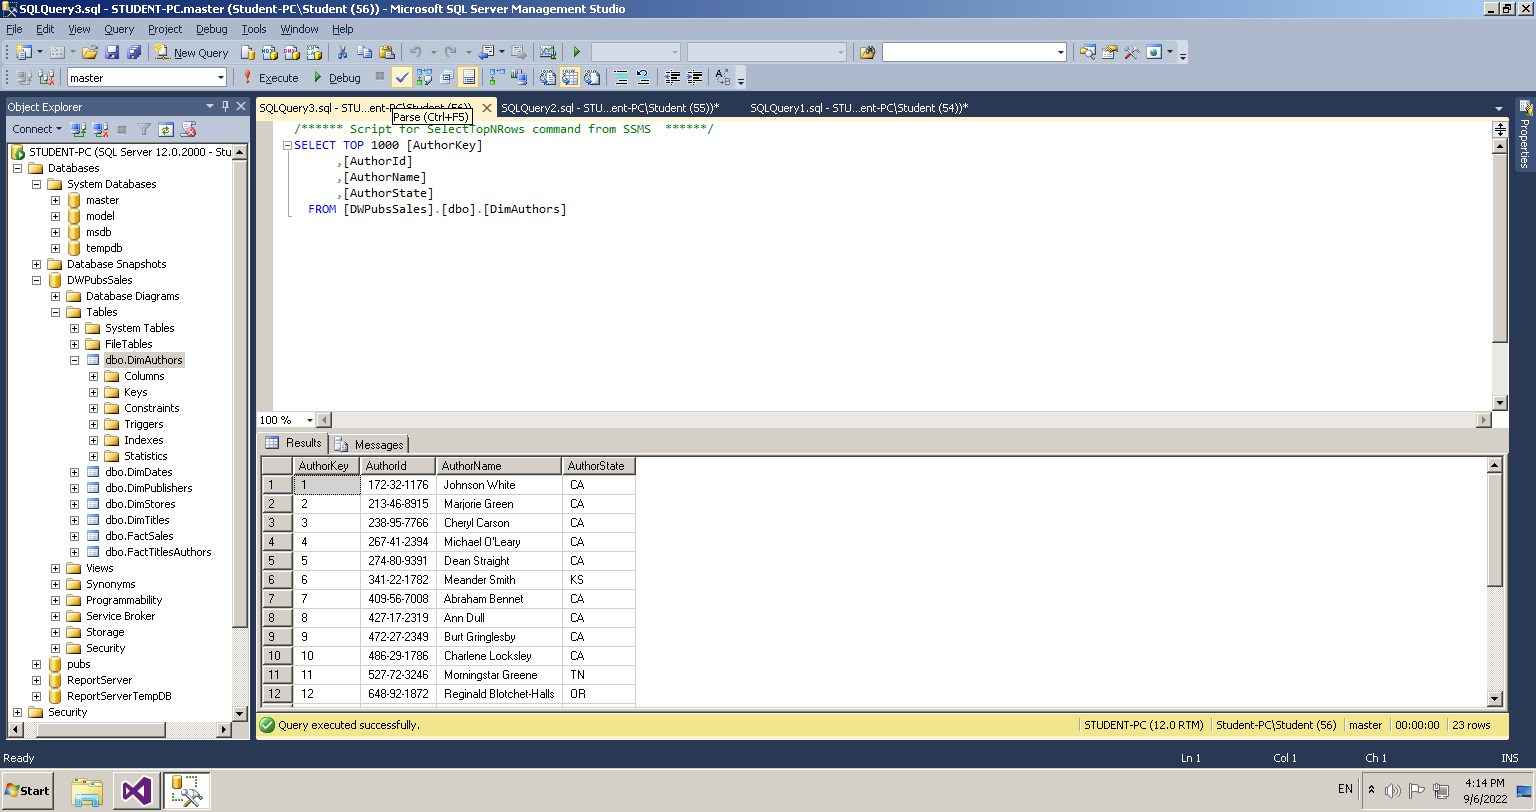 SQLQuery3.sql - STUDENT-PC.master (Student-PC\Student (56)) - Microsoft SQL Server Management Studio
File Edit View Query Project Debug Tools Window Help
New Query
master Execute Debug
Object Explorer
SQLQuery3.sql - STU...ent-PC\Student (56)) SQLQuery2.sql - STU...ent-PC\Student (55))* SQLQuery1.sql - STU...ent-PC\Student (54))*
Parse (Ctrl+F5)
Properties
Connect
STUDENT-PC (SQL Server 12.0.2000 - Stu
Databases
System Databases
master
model
msdb
tempdb
Database Snapshots
DWPubsSales
Database Diagrams
Tables
System Tables
FileTables
dbo.DimAuthors
Columns
Keys
Constraints
Triggers
Indexes
Statistics
dbo.DimDates
dbo.DimPublishers
dbo.DimStores
dbo.DimTitles
dbo.FactSales
dbo.FactTitlesAuthors
Views
Synonyms
Programmability
Service Broker
Storage
Security
pubs
ReportServer
ReportServerTempDB
Security
/****** Script for SelectTopNRows command from SSMS ******/
SELECT TOP 1000 [AuthorKey]
,[AuthorId]
,[AuthorName]
,[AuthorState]
FROM [DWPubsSales].[dbo].[DimAuthors]
100 %
Results Messages
AuthorKey AuthorId AuthorName AuthorState
1 1 172-32-1176 Johnson White CA
2 2 213-46-8915 Marjorie Green CA
3 3 238-95-7766 Cheryl Carson CA
4 4 267-41-2394 Michael O'Leary CA
5 5 274-80-9391 Dean Straight CA
6 6 341-22-1782 Meander Smith KS
7 7 409-56-7008 Abraham Bennet CA
8 8 427-17-2319 Ann Dull CA
9 9 472-27-2349 Burt Gringlesby CA
10 10 486-29-1786 Charlene Locksley CA
11 11 527-72-3246 Morningstar Greene TN
12 12 648-92-1872 Reginald Blotchet-Halls OR
Query executed successfully. STUDENT-PC (12.0 RTM) Student-PC\Student (56) master 00:00:00 23 rows
Ready Ln 1 Col 1 Ch 1 INS
Start EN 4:14 PM
9/6/2022